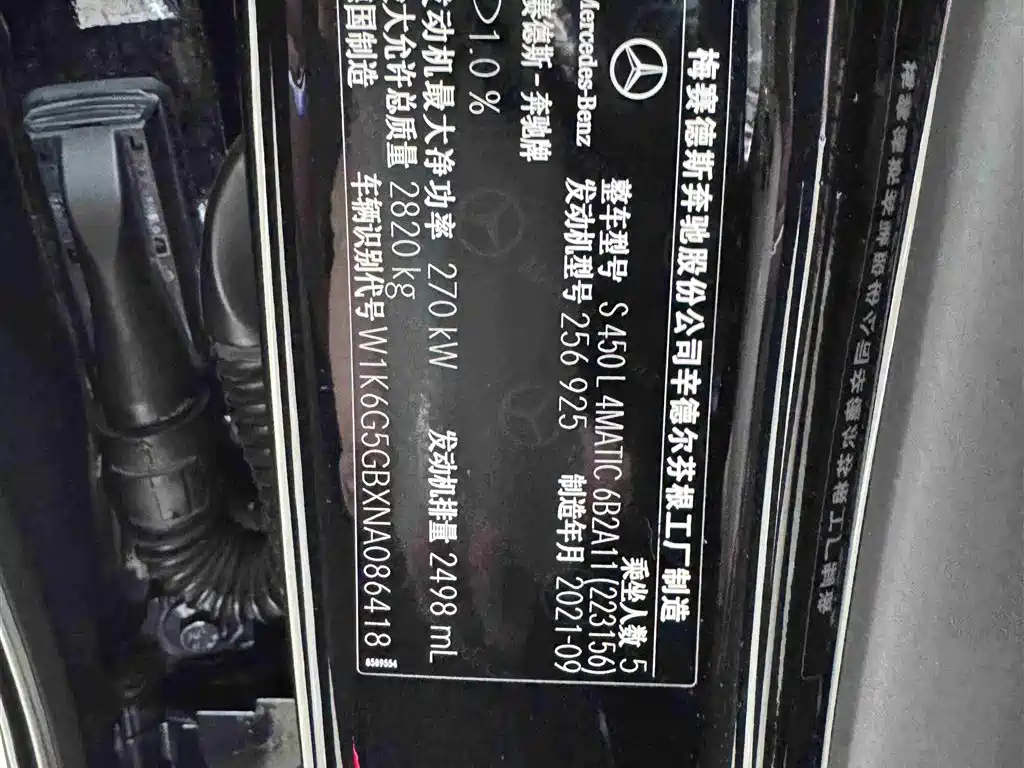 梅赛德斯奔驰股份公司辛德尔芬根工厂制造
乘坐人数 5
整车型号 S 450 L 4MATIC 6B2A11(223156)
Mercedes-Benz
发动机型号 256 925 制造年月 2021-09
赛德斯 - 奔驰牌
1.0 %
发动机最大净功率 270 kW 发动机排量 2498 mL
大允许总质量 2820 kg
国制造 车辆识别代号 W1K6G5GBXNA086418
8589554